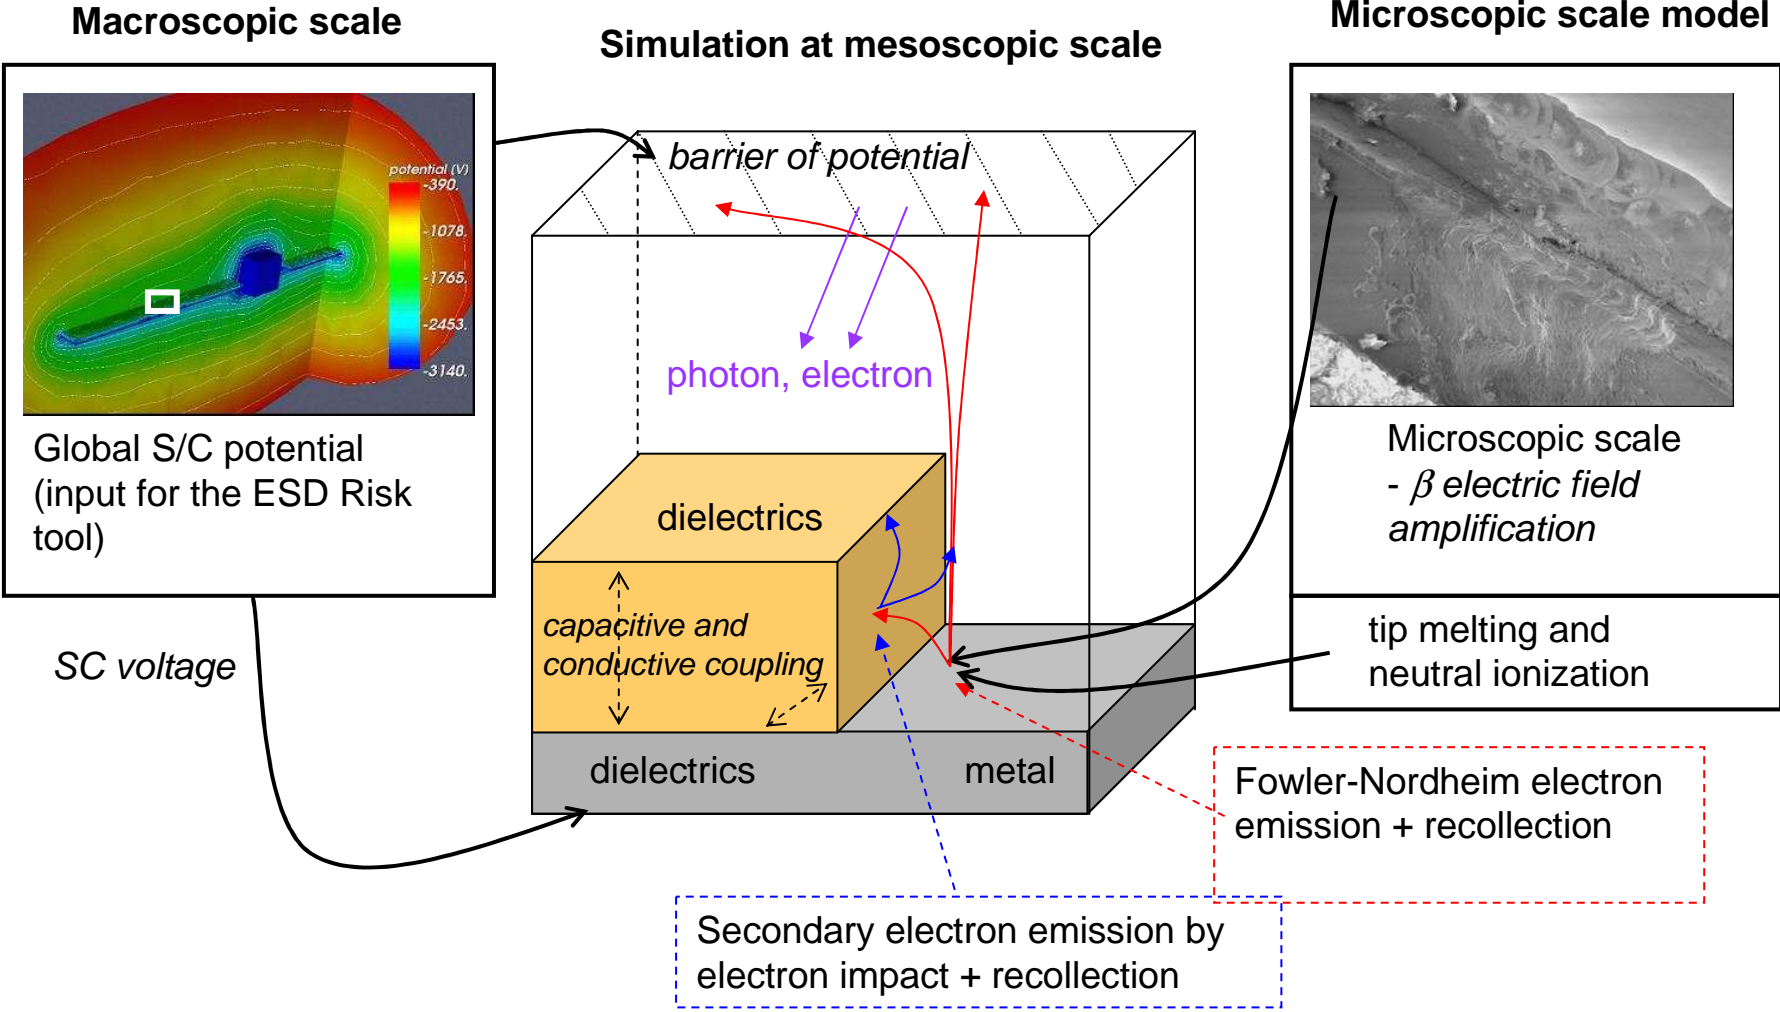 Macroscopic scale
Simulation at mesoscopic scale
Microscopic scale model
potential (V)
-390.
-1078.
-1765.
-2453.
-3140.
Global S/C potential
(input for the ESD Risk
tool)
SC voltage
barrier of potential
photon, electron
dielectrics
capacitive and
conductive coupling
dielectrics
metal
Microscopic scale
- β electric field
amplification
tip melting and
neutral ionization
Fowler-Nordheim electron
emission + recollection
Secondary electron emission by
electron impact + recollection